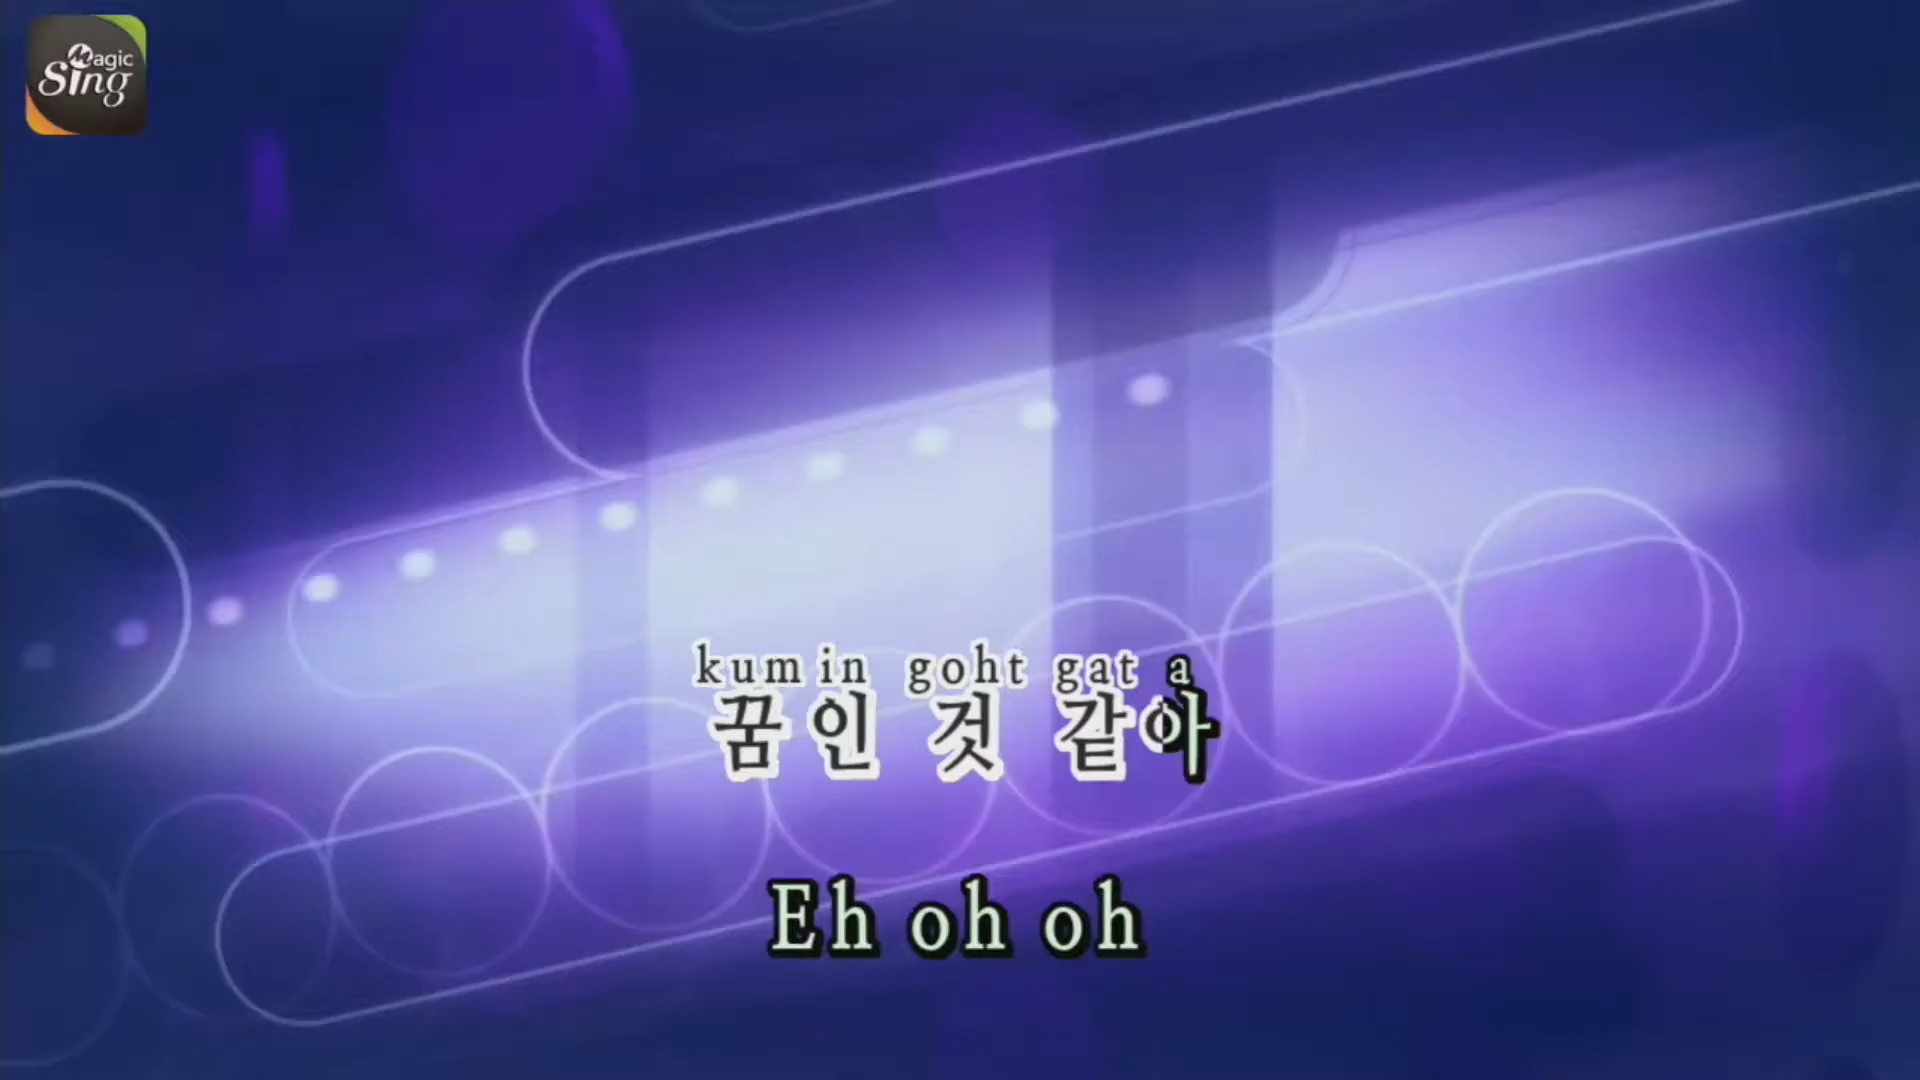 Magic
Sing
kum in goht gat a
꿈인 것 같아
Eh oh oh